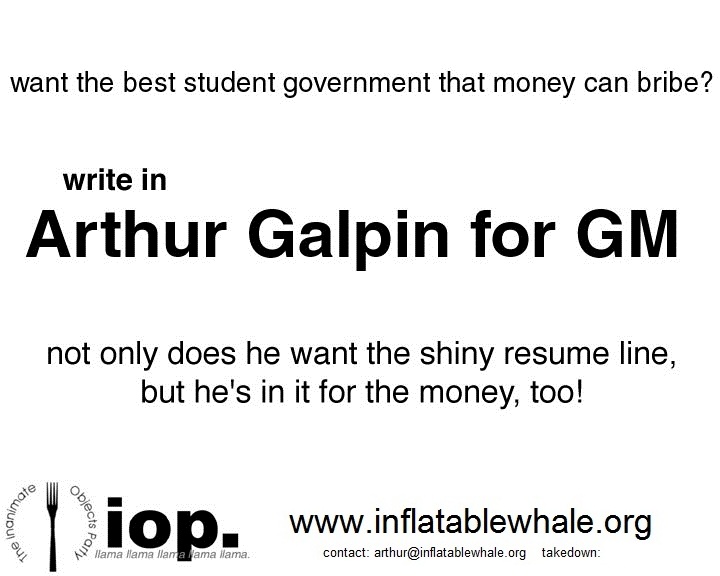 want the best student government that money can bribe?
write in
Arthur Galpin for GM
not only does he want the shiny resume line,
but he's in it for the money, too!
The Inanimate Objects Party
iop.
llama llama llama llama llama.
www.inflatablewhale.org
contact: arthur@inflatablewhale.org takedown: